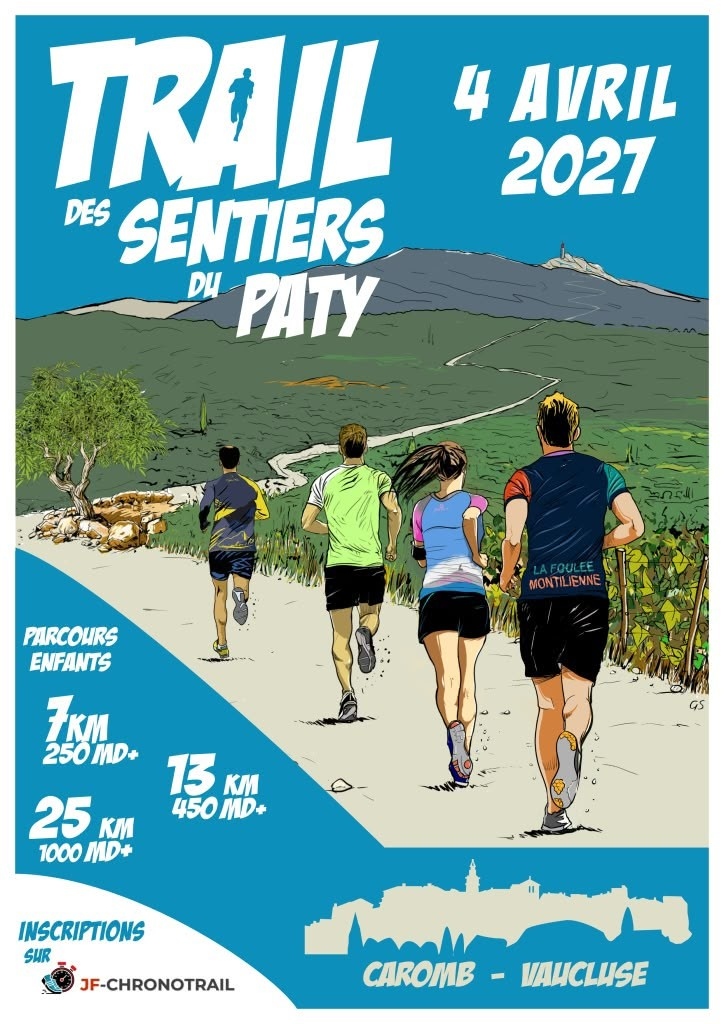 TRAIL
DES SENTIERS
DU PATY
4 AVRIL
2027
LA FOULEE
MONTILIENNE
GS
PARCOURS
ENFANTS
7KM
250 MD+
13 KM
450 MD+
25 KM
1000 MD+
INSCRIPTIONS
SUR
JF-CHRONOTRAIL
CAROMB - VAUCLUSE